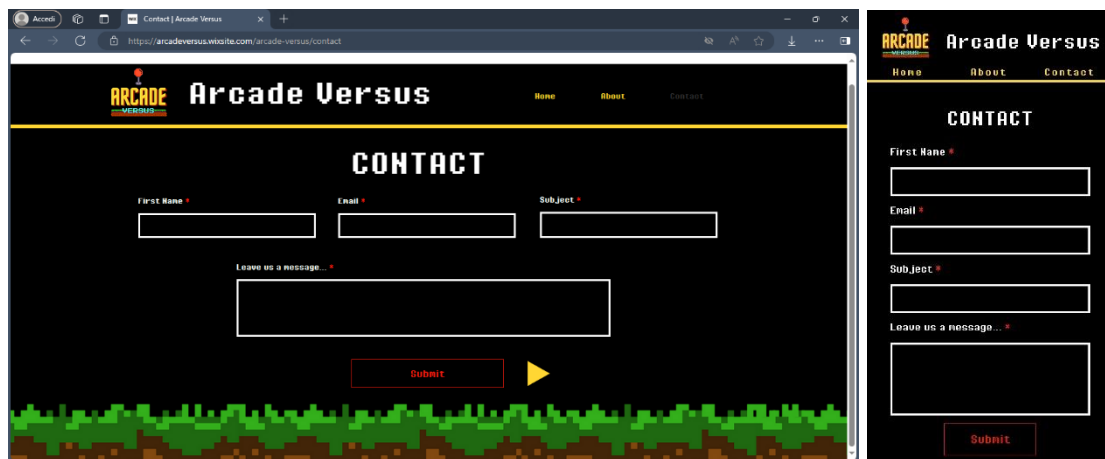 Accedi
Contact | Arcade Versus
https://arcadeversus.wixsite.com/arcade-versus/contact
ARCADE
VERSUS
Arcade Versus
Home About Contact
CONTACT
First Name *
Email *
Subject *
Leave us a message... *
Submit
ARCADE
VERSUS
Arcade Versus
Home About Contact
CONTACT
First Name *
Email *
Subject *
Leave us a message... *
Submit